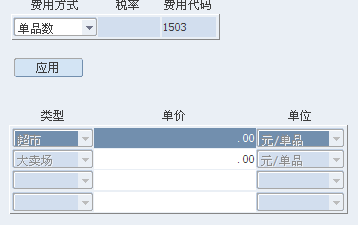 费用方式 税率 费用代码
单品数 1503
应用
类型 单价 单位
超市 .00 元/单品
大卖场 .00 元/单品